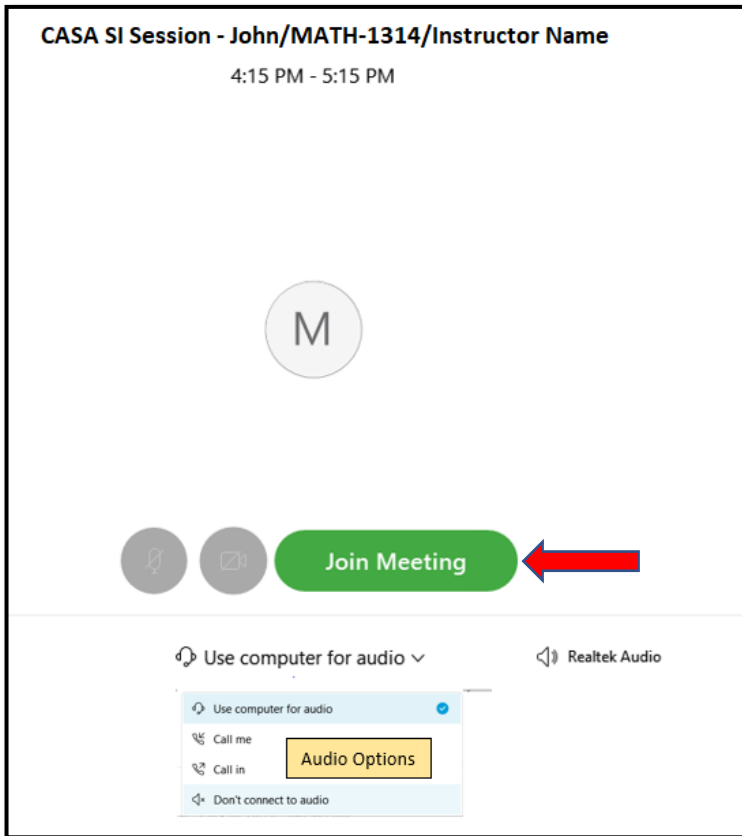 CASA SI Session - John/MATH-1314/Instructor Name
4:15 PM - 5:15 PM
M
Join Meeting
Use computer for audio
Realtek Audio
Use computer for audio
Call me
Call in
Audio Options
Don't connect to audio